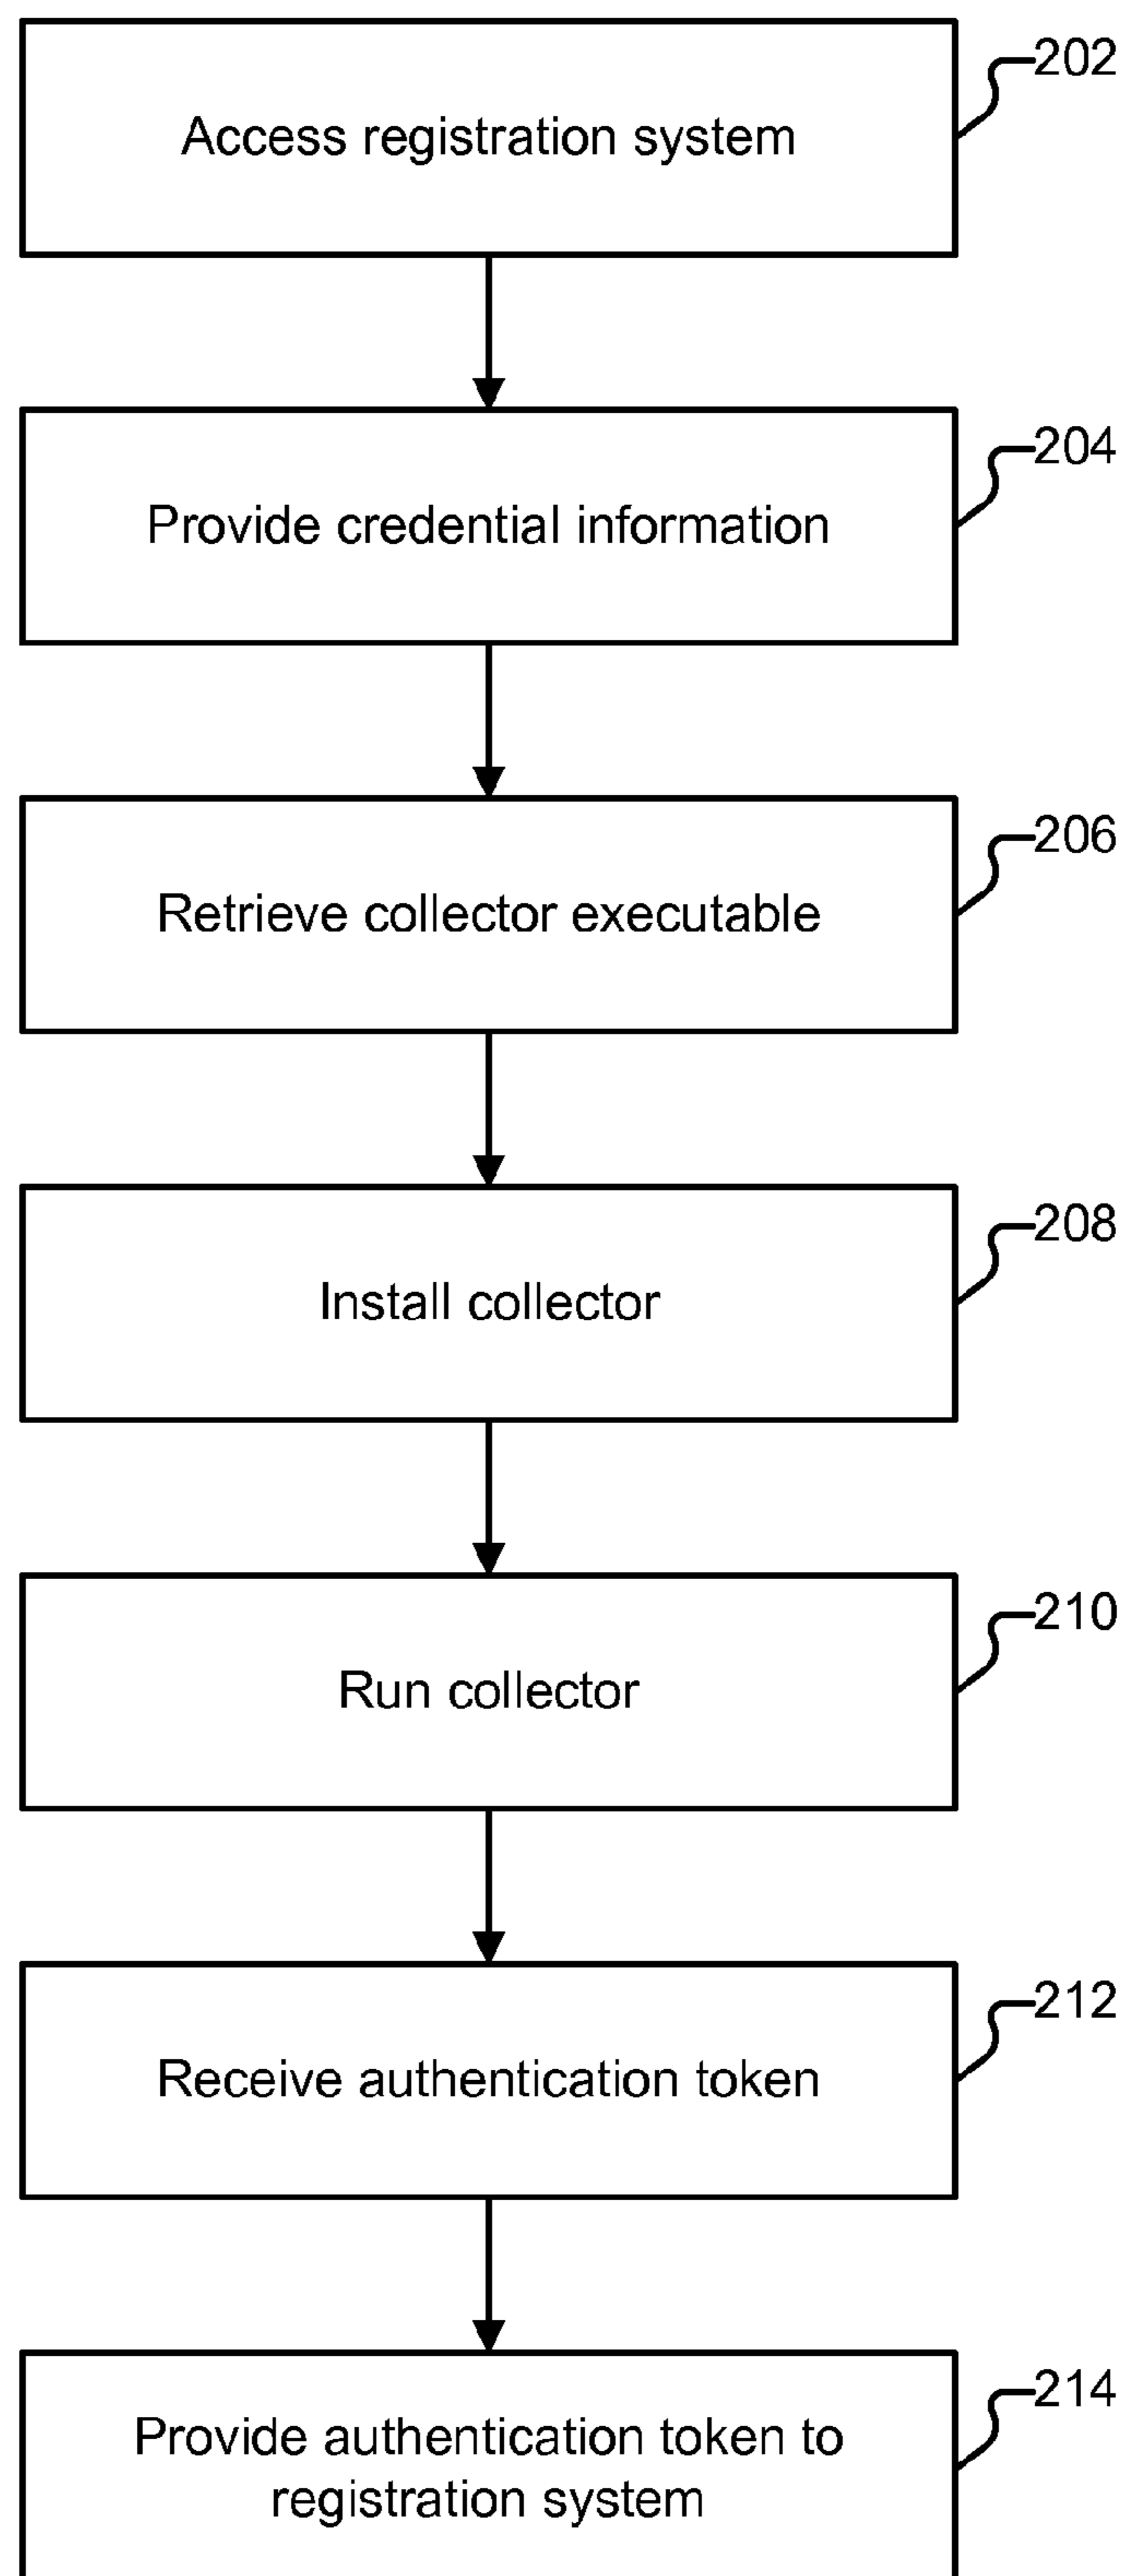 202
Access registration system
204
Provide credential information
206
Retrieve collector executable
208
Install collector
210
Run collector
212
Receive authentication token
214
Provide authentication token to
registration system